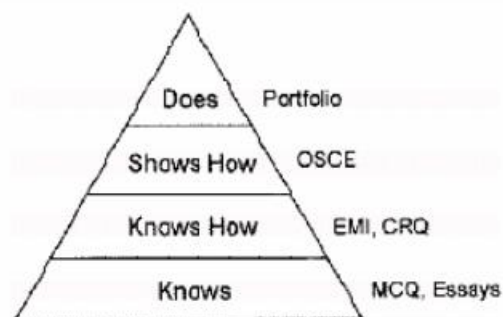 Does Portfolio
Shows How OSCE
Knows How EMI, CRQ
Knows MCQ, Essays